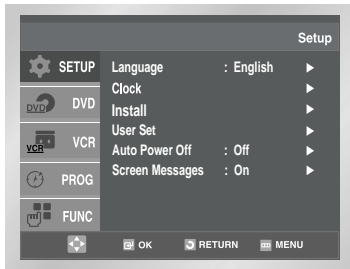 Setup
SETUP
DVD DVD
VCR VCR
PROG
FUNC
Language : English
Clock
Install
User Set
Auto Power Off : Off
Screen Messages : On
OK RETURN MENU